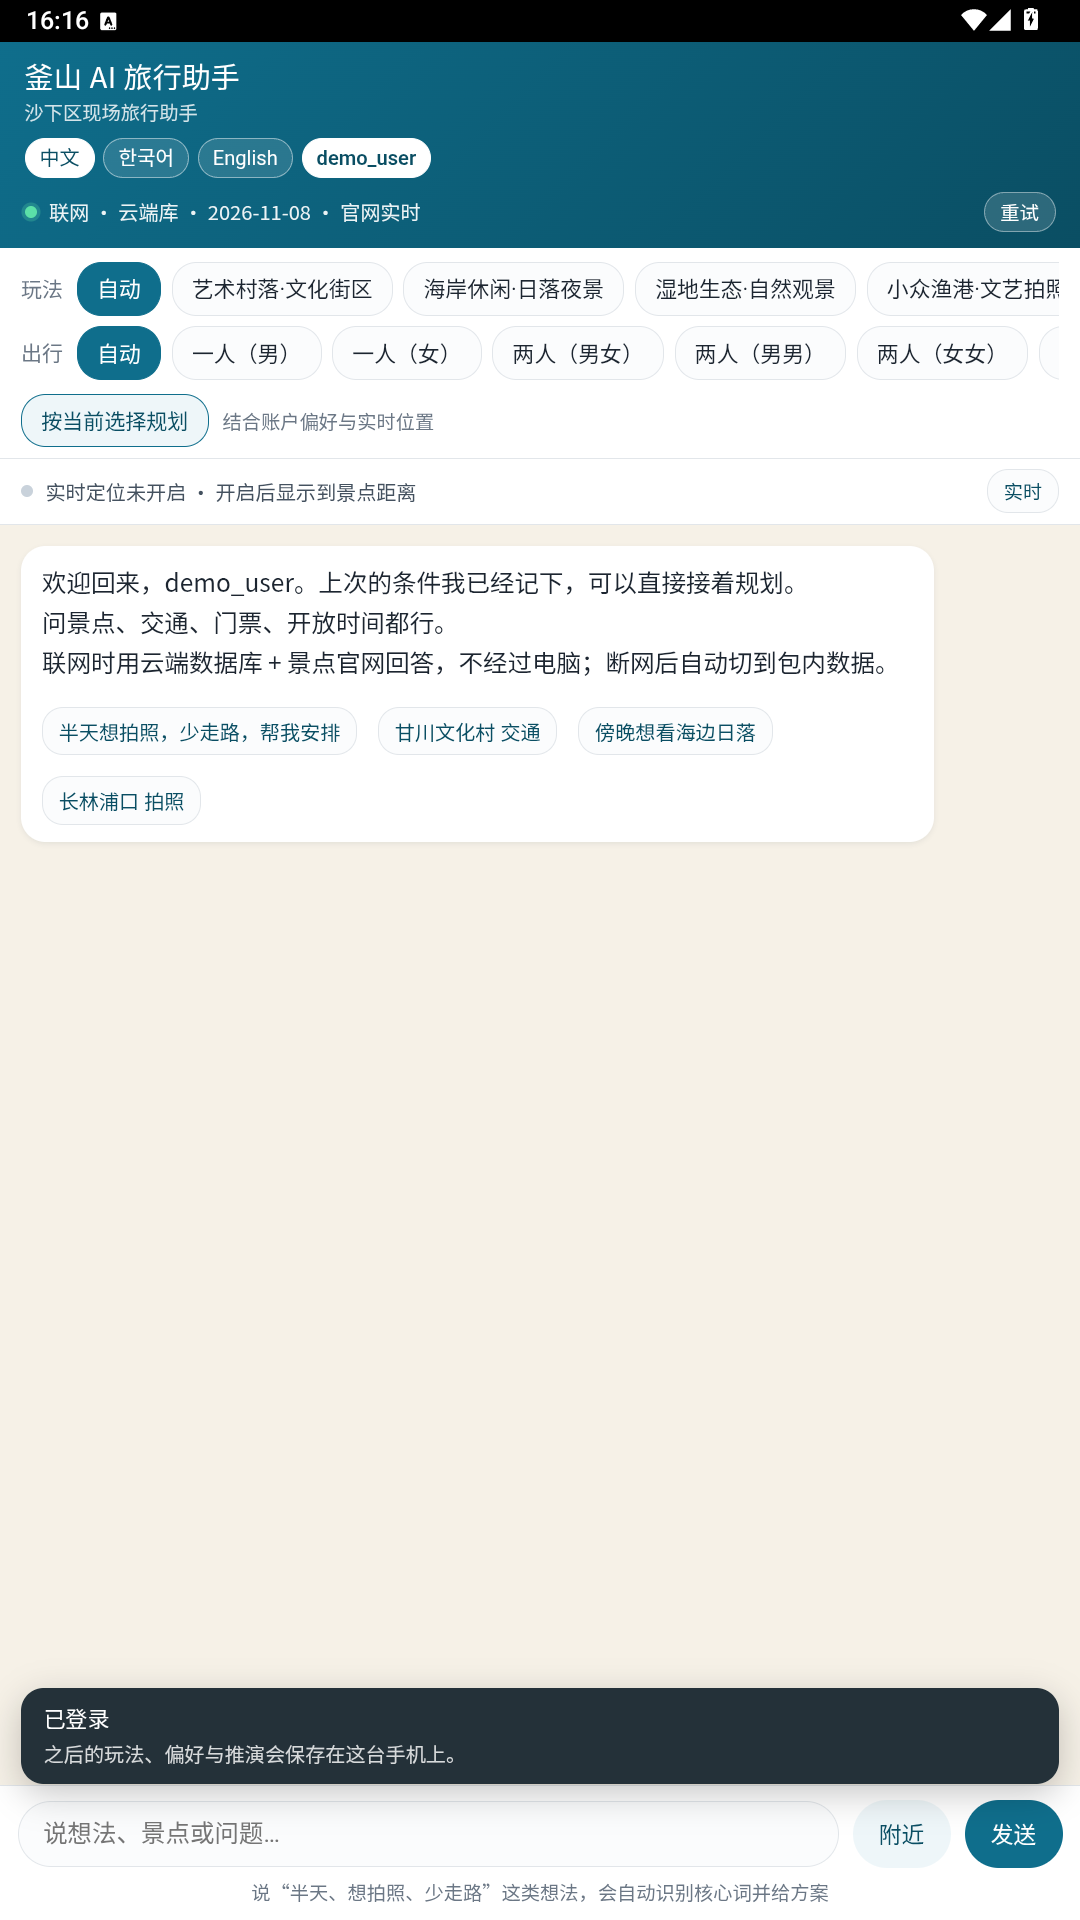 16:16
釜山 AI 旅行助手
沙下区现场旅行助手
中文 한국어 English demo_user
联网 · 云端库 · 2026-11-08 · 官网实时 重试
玩法 自动 艺术村落·文化街区 海岸休闲·日落夜景 湿地生态·自然观景 小众渔港·文艺拍照
出行 自动 一人（男） 一人（女） 两人（男女） 两人（男男） 两人（女女）
按当前选择规划 结合账户偏好与实时位置
实时定位未开启 · 开启后显示到景点距离 实时
欢迎回来，demo_user。上次的条件我已经记下，可以直接接着规划。
问景点、交通、门票、开放时间都行。
联网时用云端数据库 + 景点官网回答，不经过电脑；断网后自动切到包内数据。
半天想拍照，少走路，帮我安排 甘川文化村 交通 傍晚想看海边日落
长林浦口 拍照
已登录
之后的玩法、偏好与推演会保存在这台手机上。
说想法、景点或问题... 附近 发送
说“半天、想拍照、少走路”这类想法，会自动识别核心词并给方案